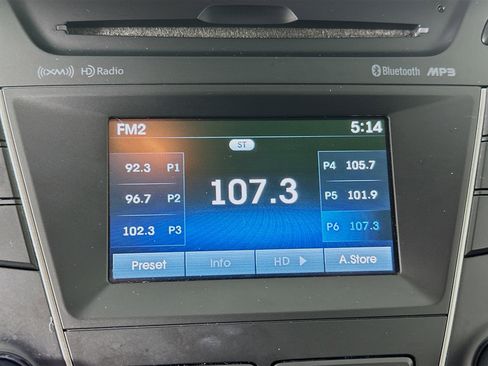 ((XM)) HD Radio Bluetooth MP3
FM2 5:14
ST
92.3 P1
96.7 P2
102.3 P3
107.3
P4 105.7
P5 101.9
P6 107.3
Preset Info HD ▶ A.Store